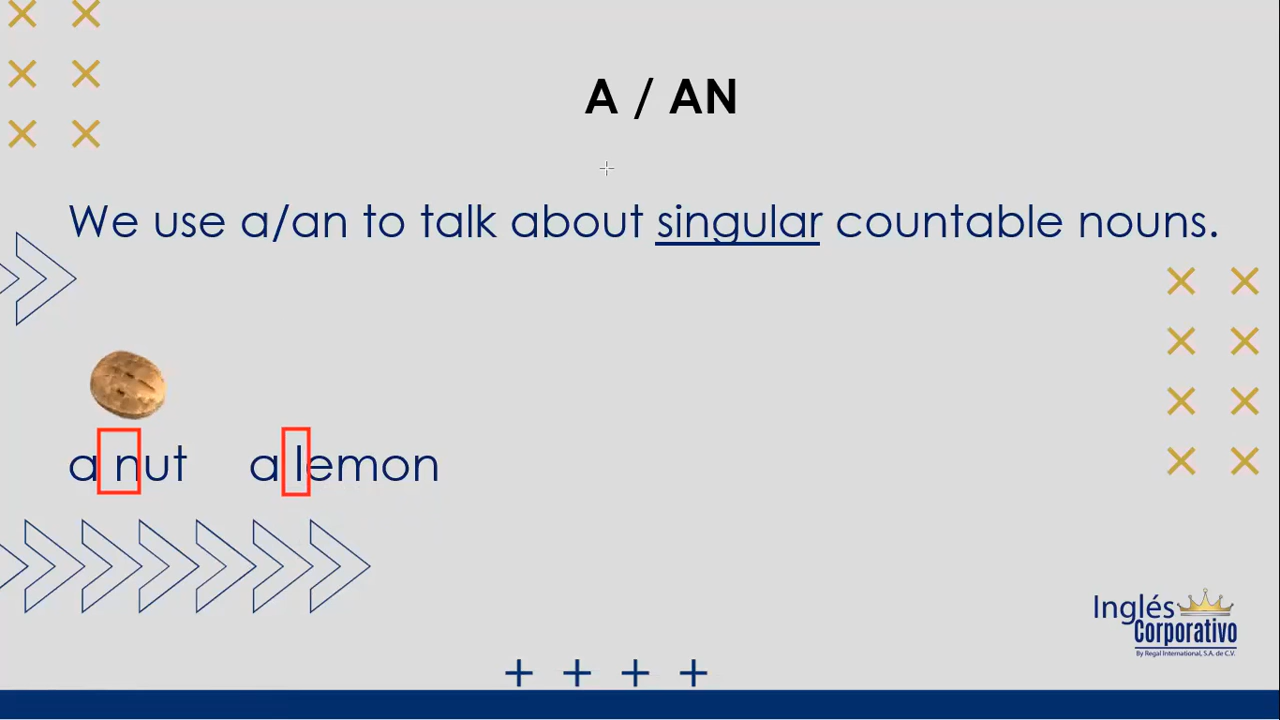 A / AN
We use a/an to talk about singular countable nouns.
a nut a lemon
Inglés
Corporativo
By Regal International, S.A. de C.V.